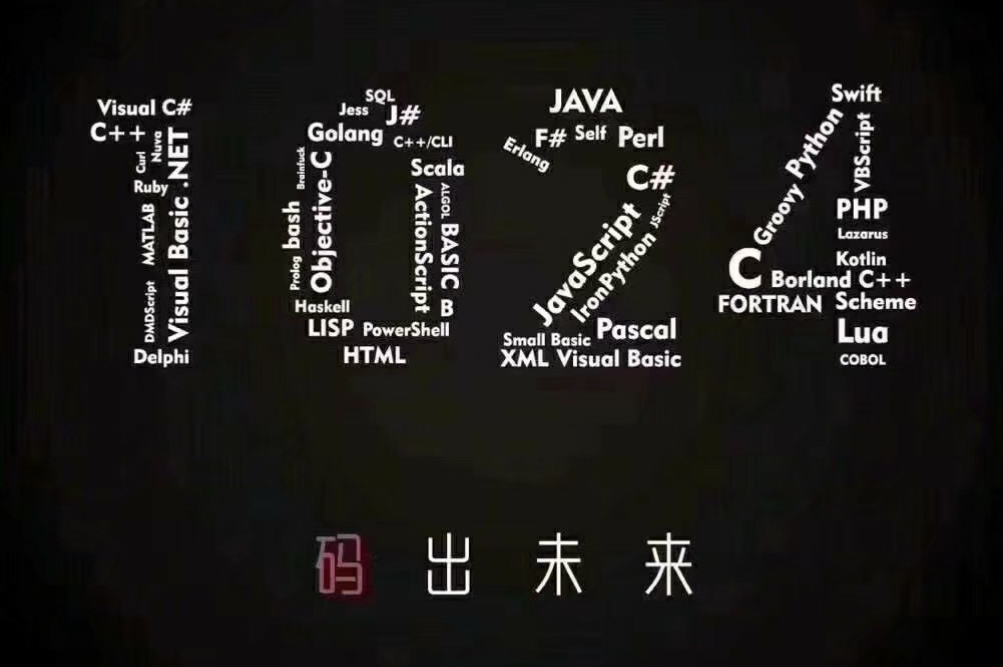 Visual C#
C++
Curl
Nuva
Visual Basic .NET
Ruby
MATLAB
DMDScript
Delphi
SQL
Jess
J#
Golang
C++/CLI
Brainfuck
Objective-C
bash
Prolog
Scala
ActionScript
ALGOL
BASIC
B
Haskell
LISP
PowerShell
HTML
JAVA
Erlang
F#
Self
Perl
C#
JScript
JavaScript
IronPython
Small Basic
Pascal
XML
Visual Basic
Swift
Python
VBScript
Groovy
PHP
Lazarus
Kotlin
C
Borland C++
FORTRAN
Scheme
Lua
COBOL
码出未来